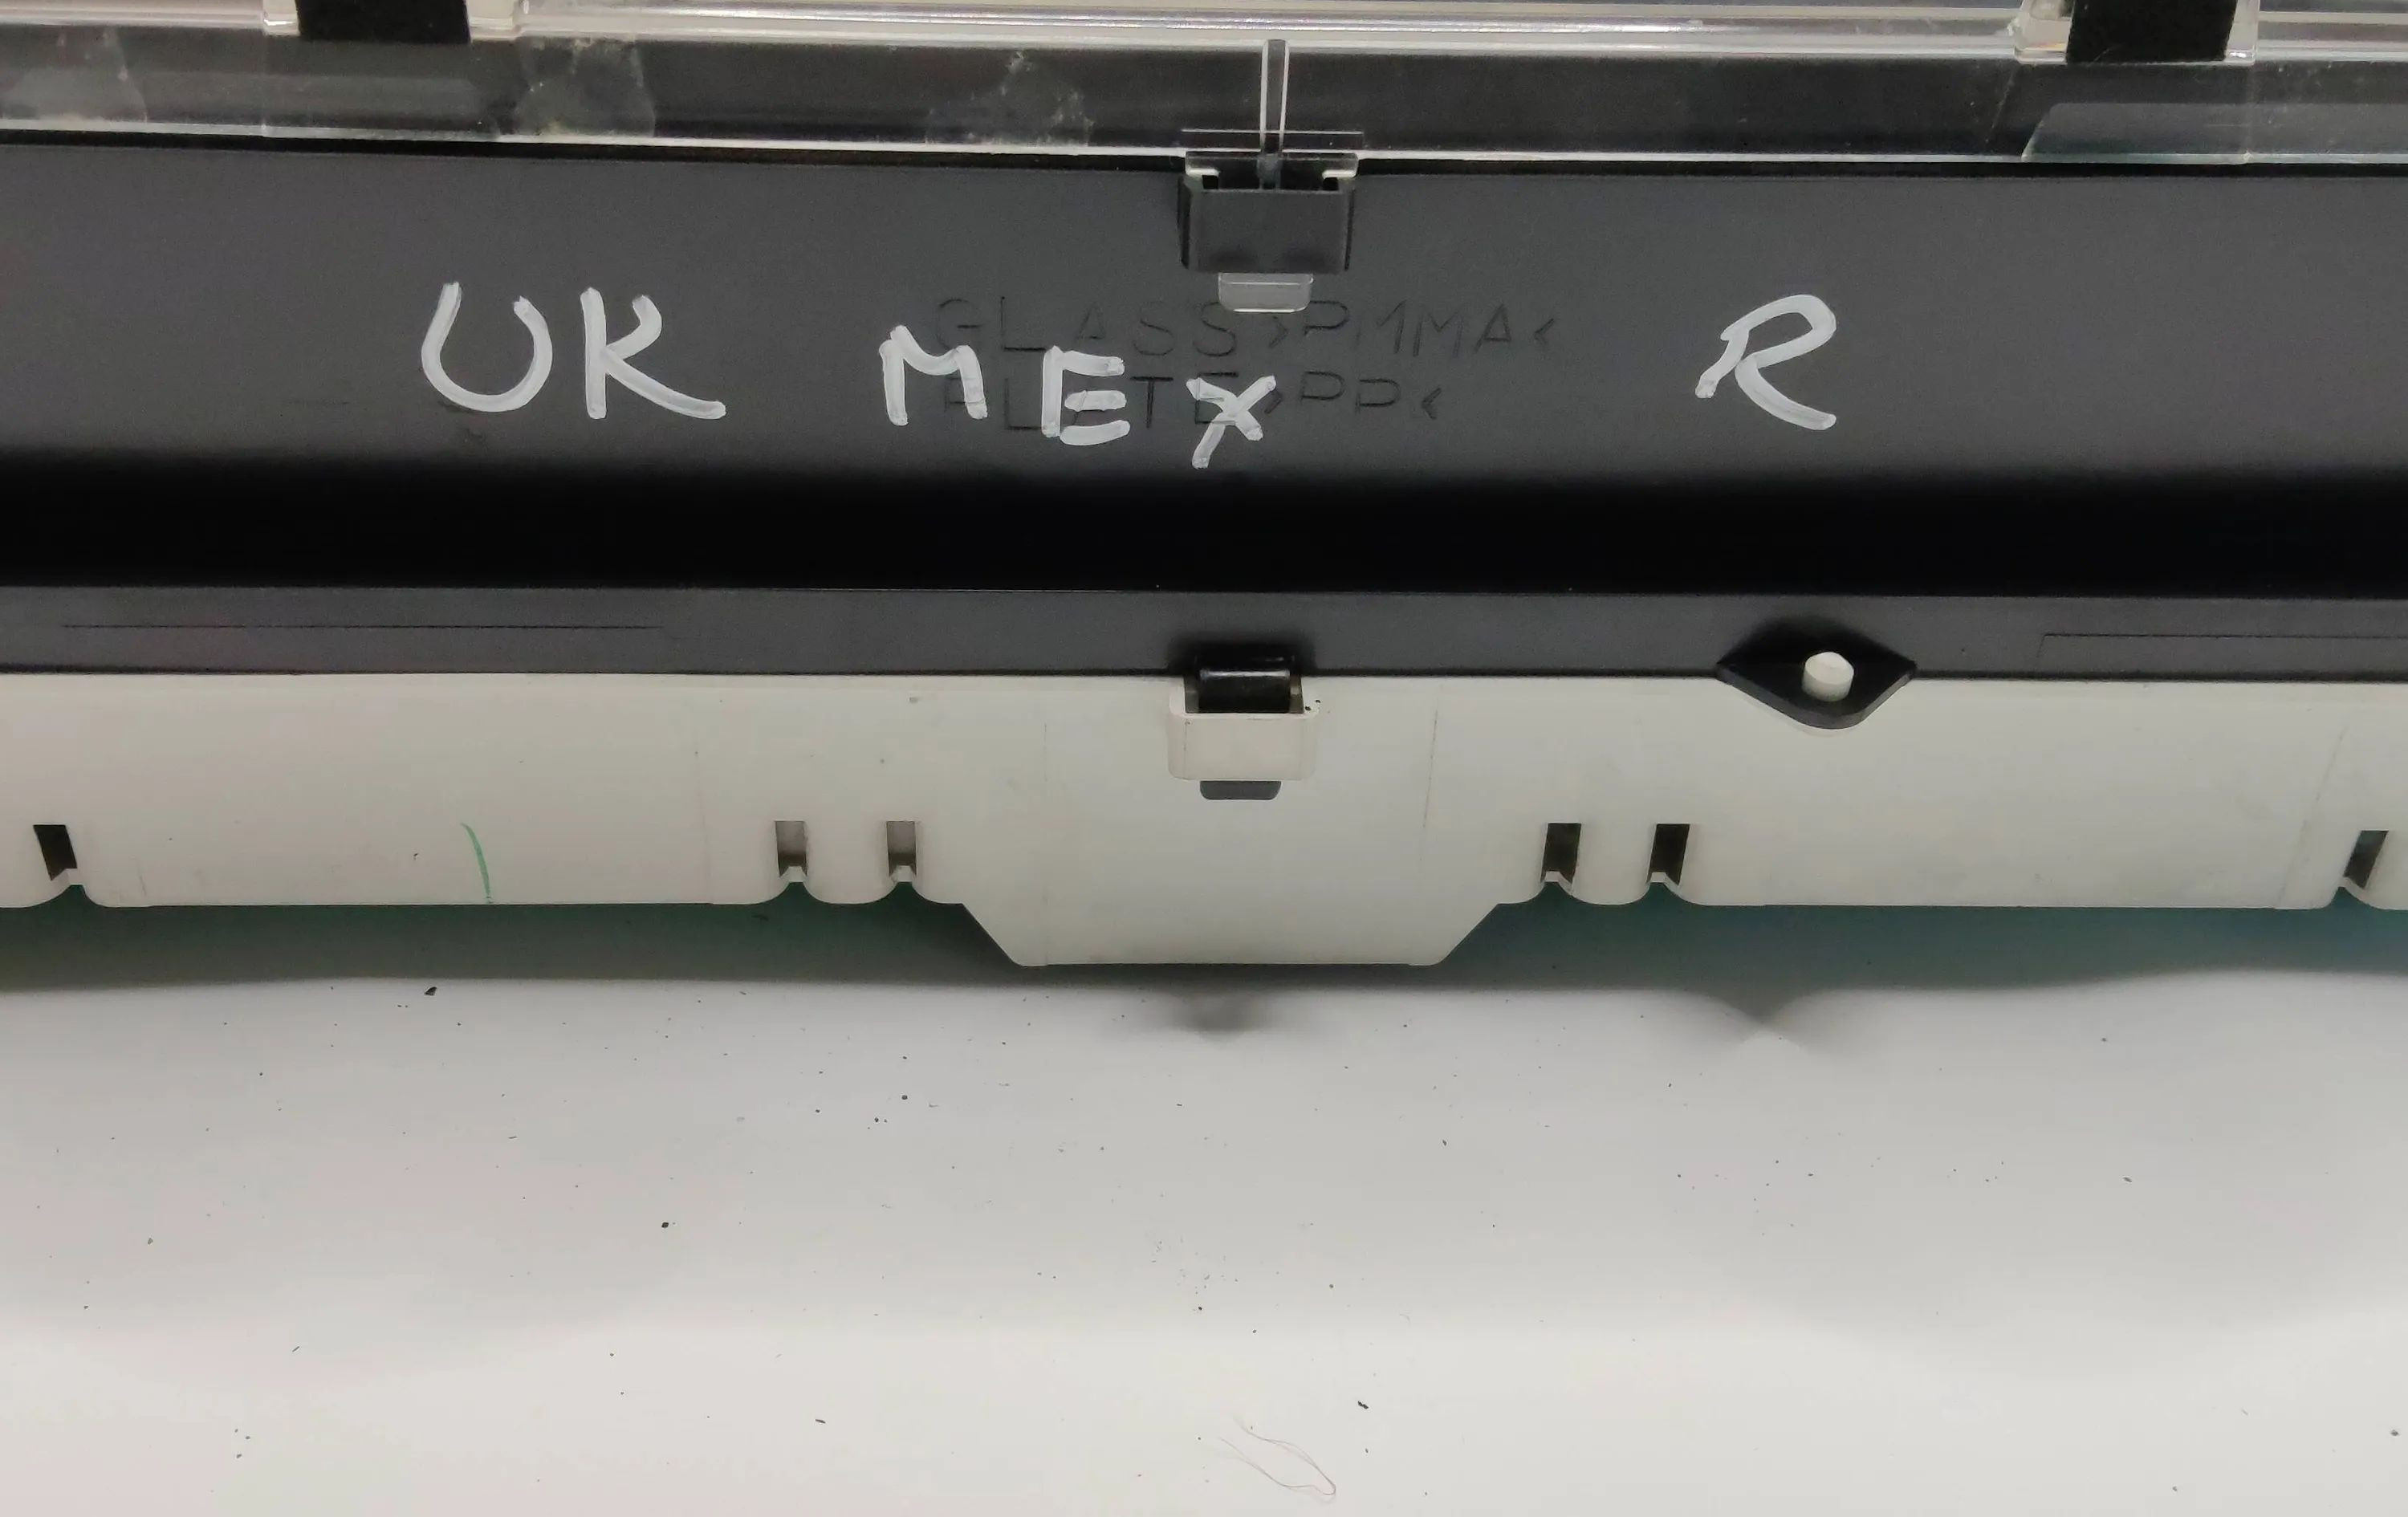 UK MEX R
GLASS >PMMA<
PLATE >PP<